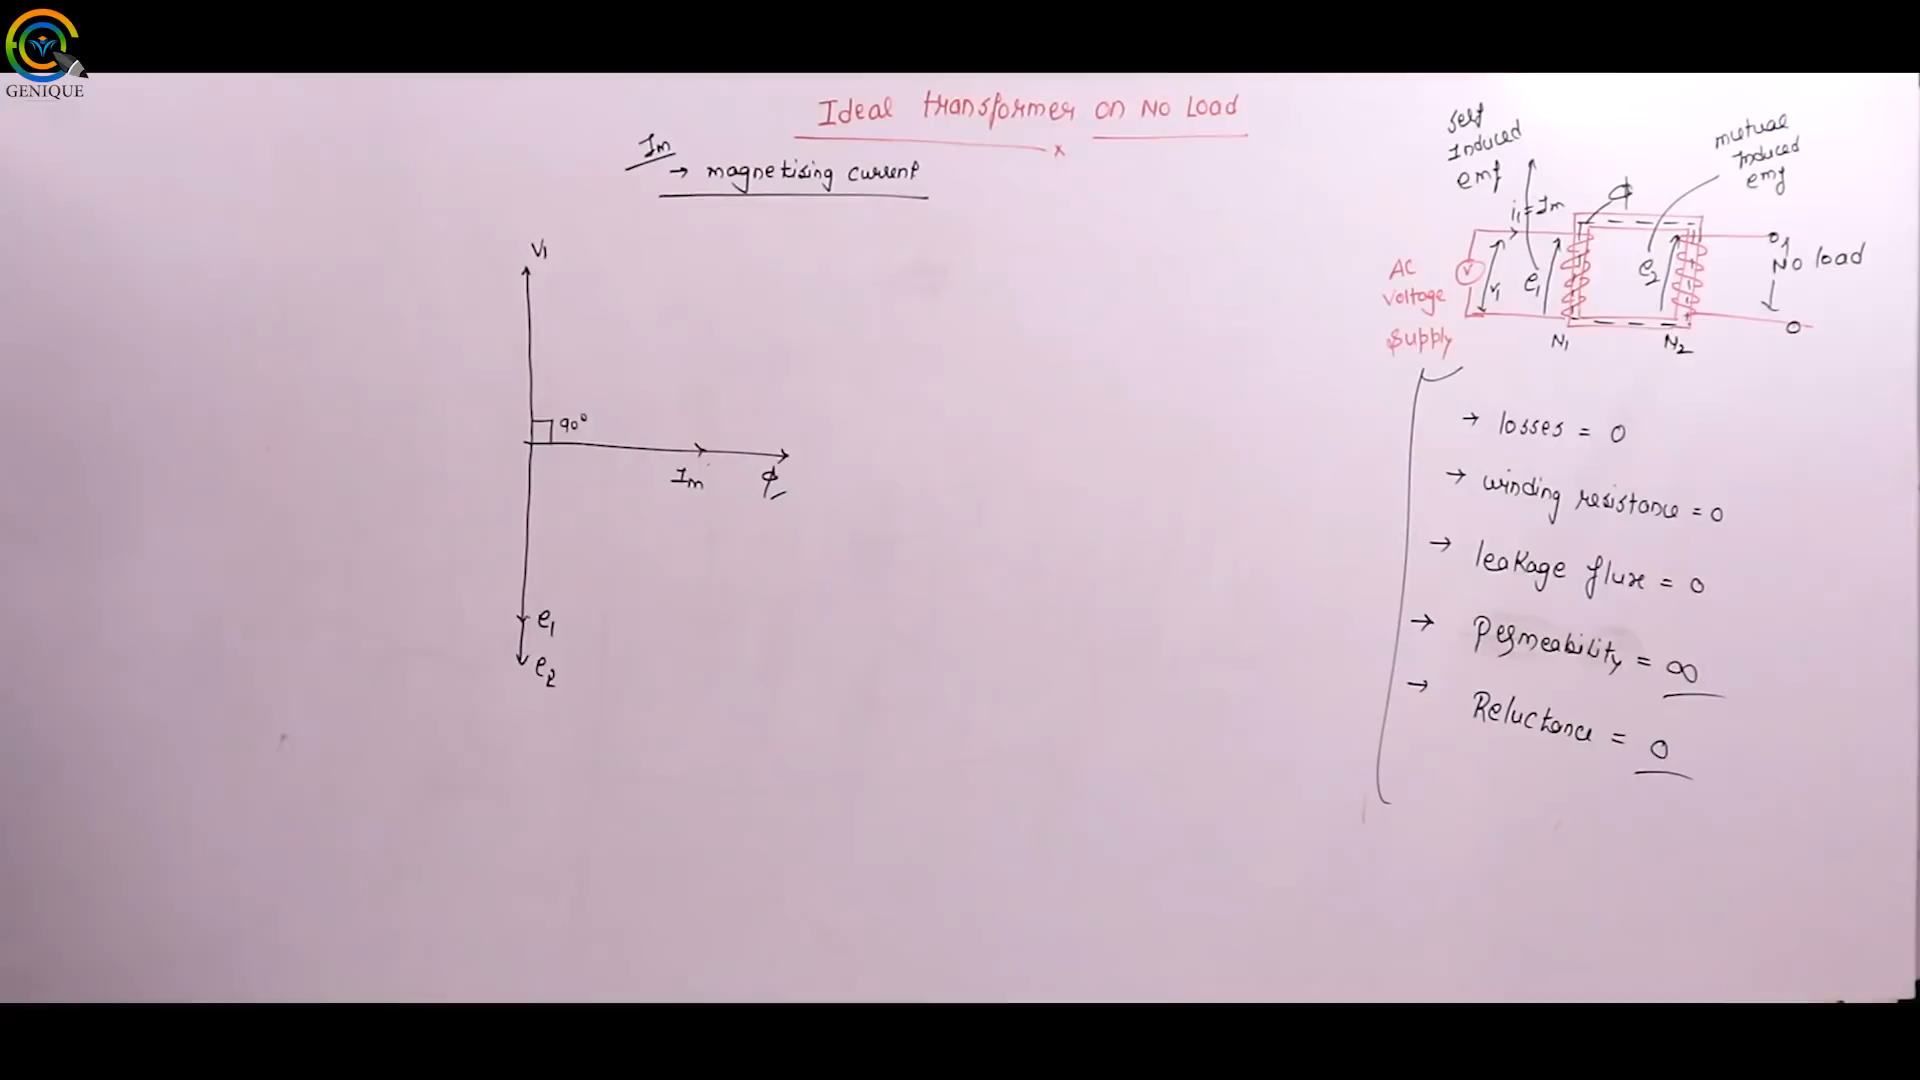 GENIQUE
Ideal transformer on No Load
Im
→ magnetising current
V1
90°
Im
ϕ
e1
e2
Self
Induced
emf
mutual
Induced
emf
ϕ
i1 = Im
AC
Voltage
Supply
V
v1
e1
e2
No load
N1
N2
→ losses = 0
→ winding resistance = 0
→ leakage flux = 0
→ Permeability = ∞
→ Reluctance = 0